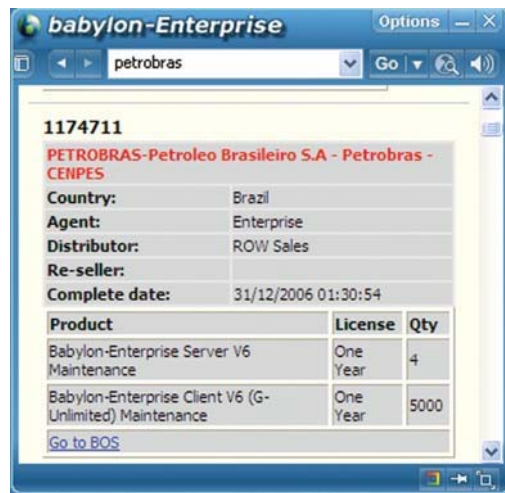 babylon-Enterprise
Options
petrobras
Go
1174711
PETROBRAS-Petroleo Brasileiro S.A - Petrobras -
CENPES
Country: Brazil
Agent: Enterprise
Distributor: ROW Sales
Re-seller:
Complete date: 31/12/2006 01:30:54
Product License Qty
Babylon-Enterprise Server V6
Maintenance
One
Year
4
Babylon-Enterprise Client V6 (G-
Unlimited) Maintenance
One
Year
5000
Go to BOS